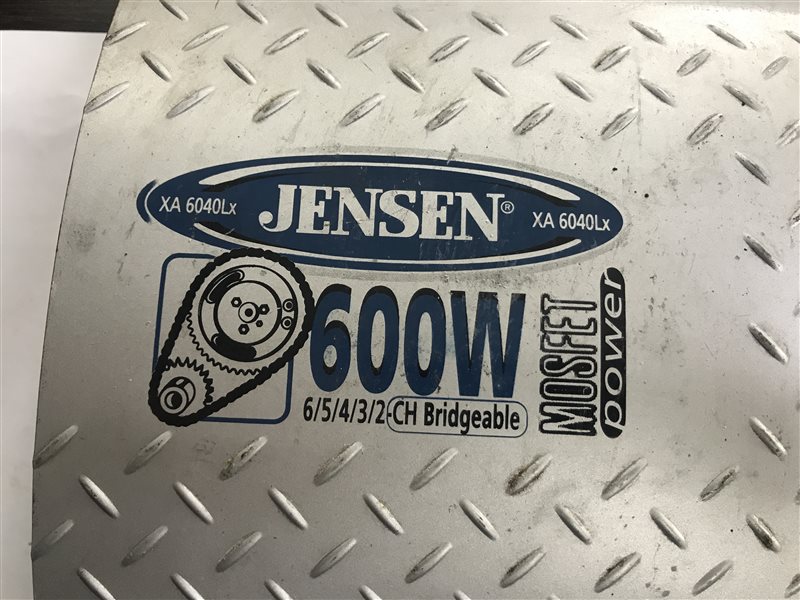 XA 6040Lx JENSEN® XA 6040Lx
600W
6/5/4/3/2-CH Bridgeable
MOSFET
power